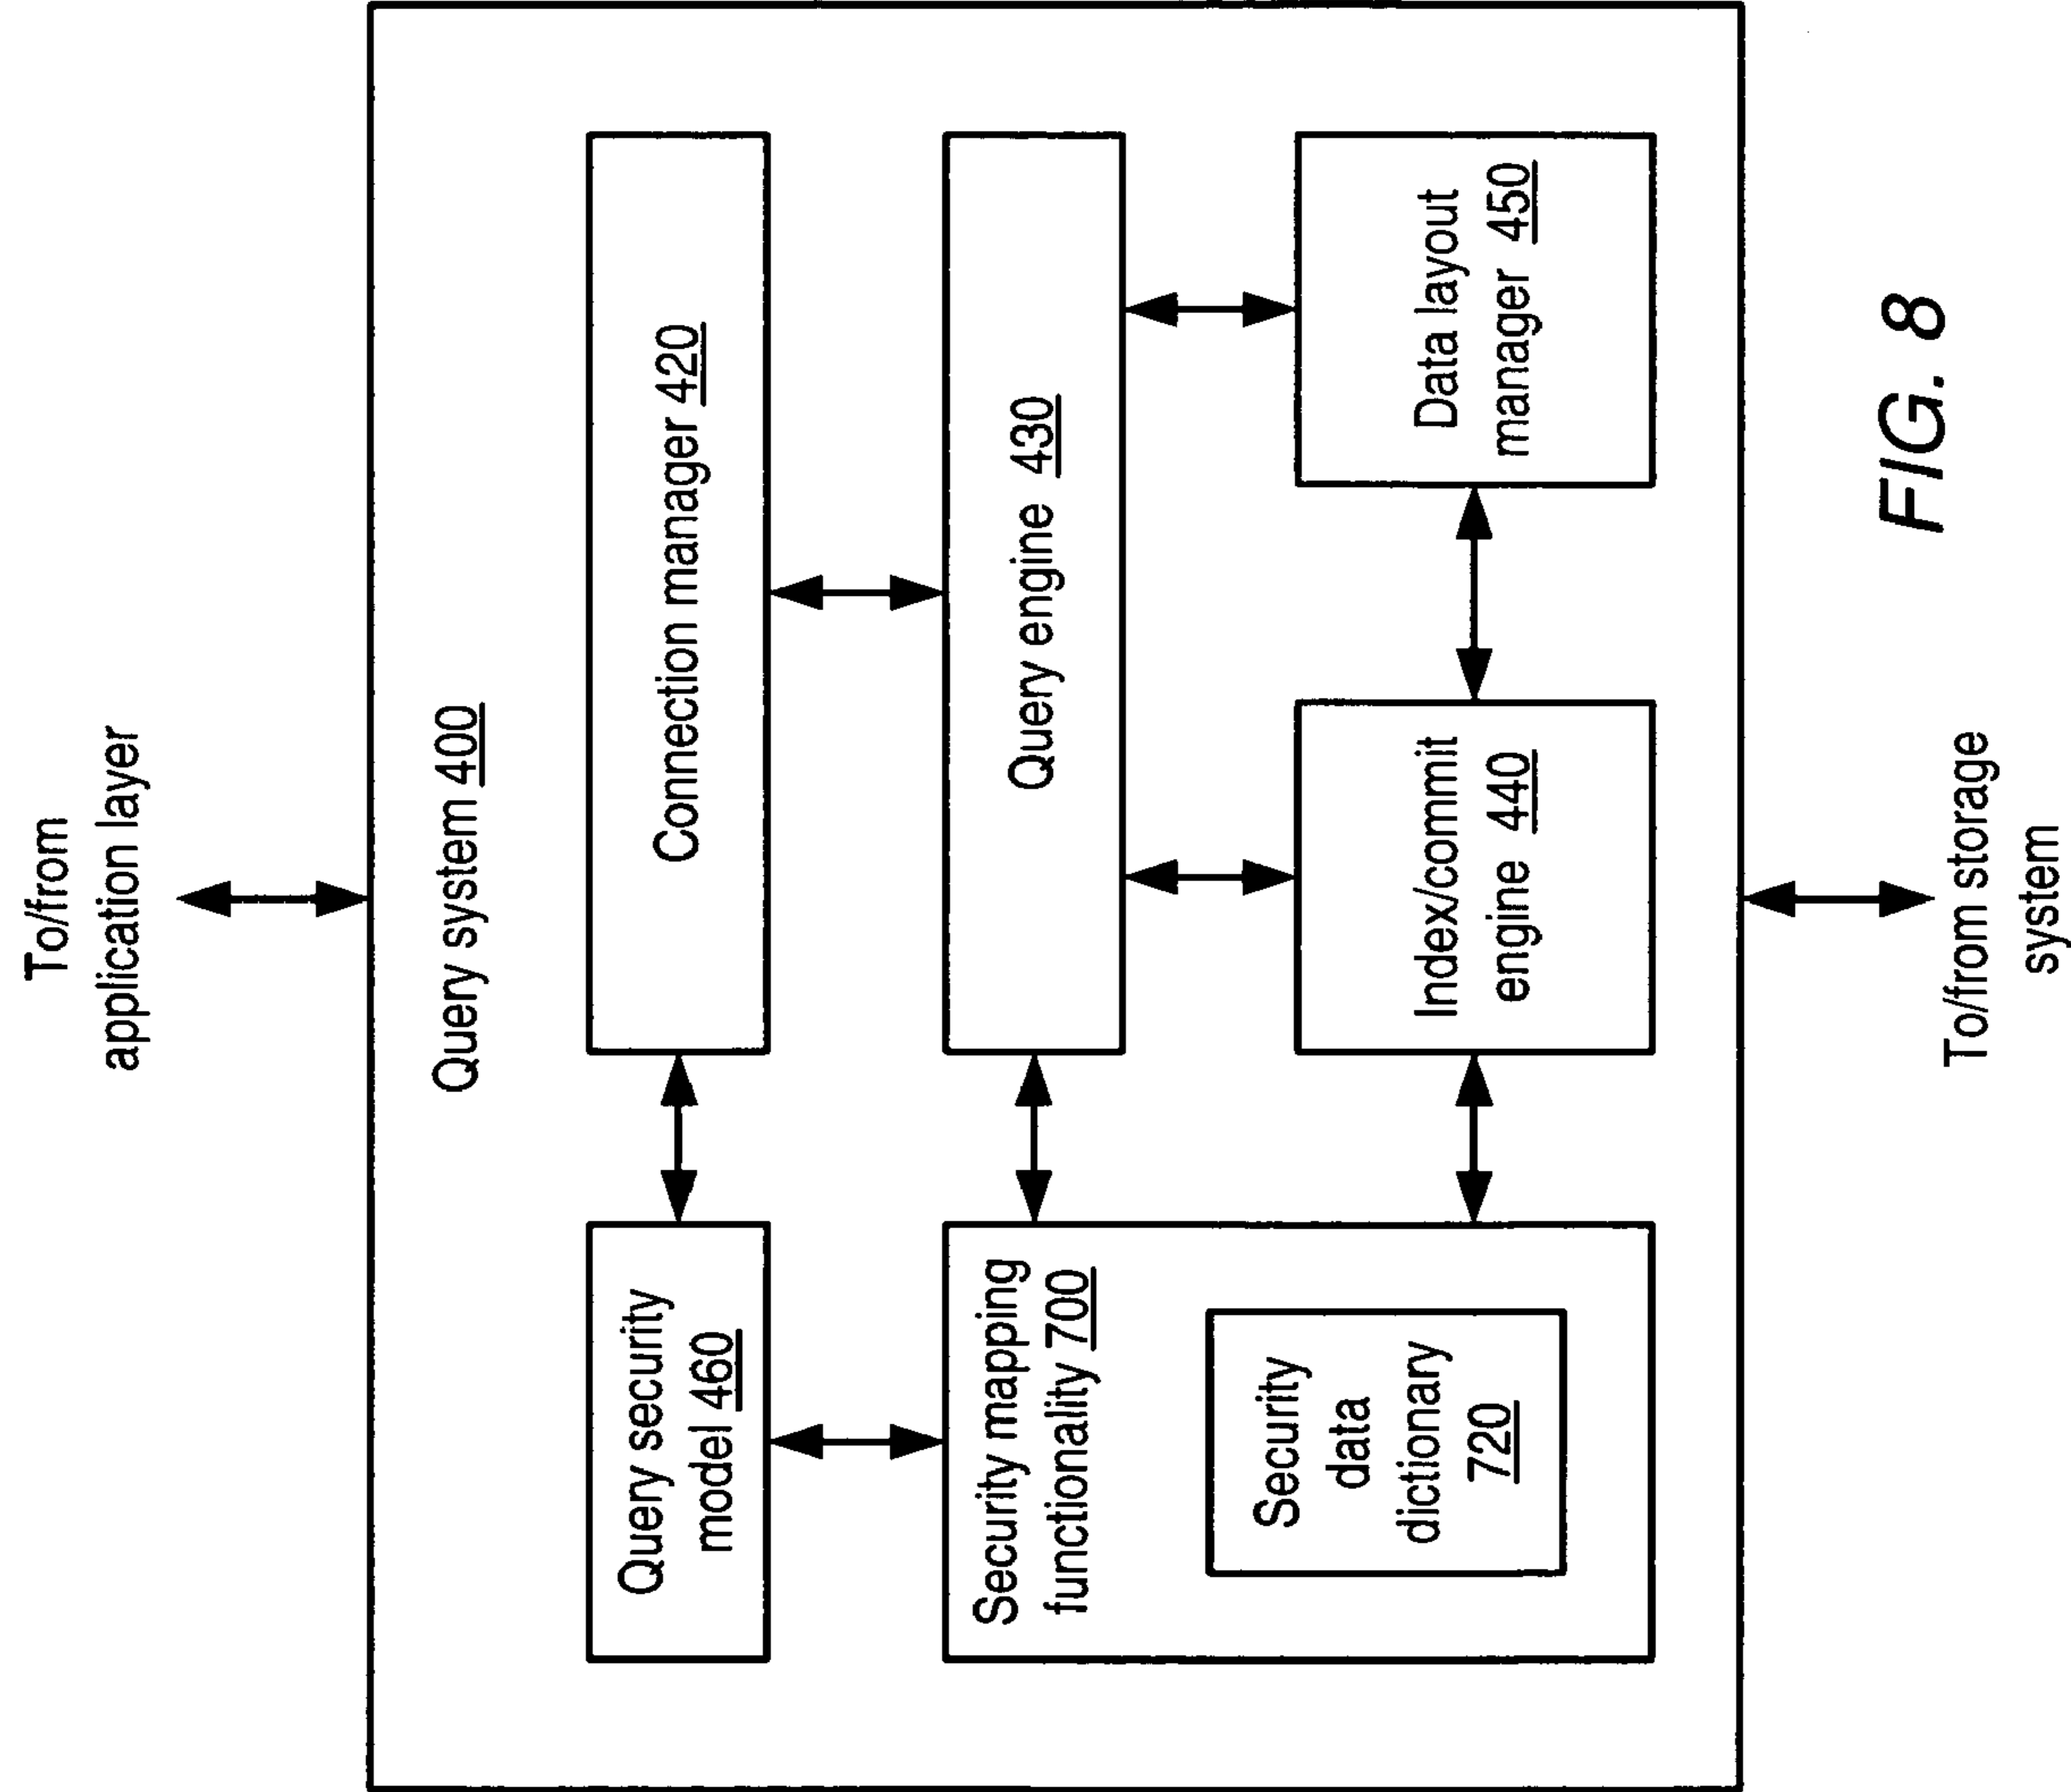 To/from
application layer
Query system 400
Query security
model 460
Connection manager 420
Security mapping
functionality 700
Security
data
dictionary
720
Query engine 430
Index/commit
engine 440
Data layout
manager 450
To/from storage
system
FIG. 8